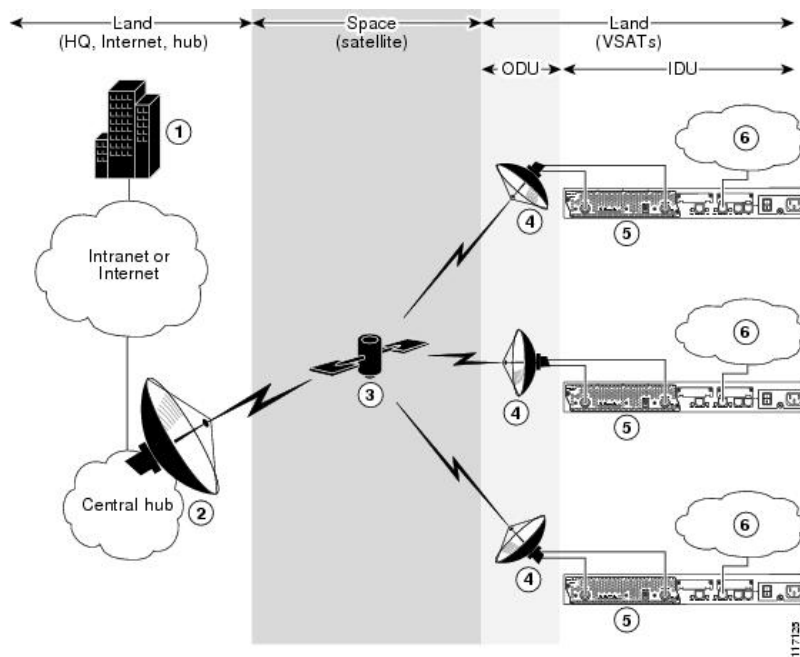 Land
(HQ, Internet, hub)
Space
(satellite)
Land
(VSATs)
ODU
IDU
1
6
4
5
Intranet or
Internet
6
3
4
5
Central hub
2
6
4
5
117125